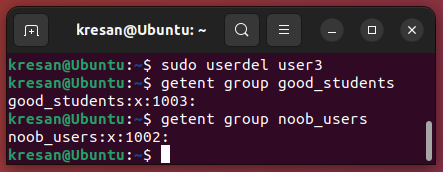 kresan@Ubuntu: ~
kresan@Ubuntu:~$ sudo userdel user3
kresan@Ubuntu:~$ getent group good_students
good_students:x:1003:
kresan@Ubuntu:~$ getent group noob_users
noob_users:x:1002:
kresan@Ubuntu:~$